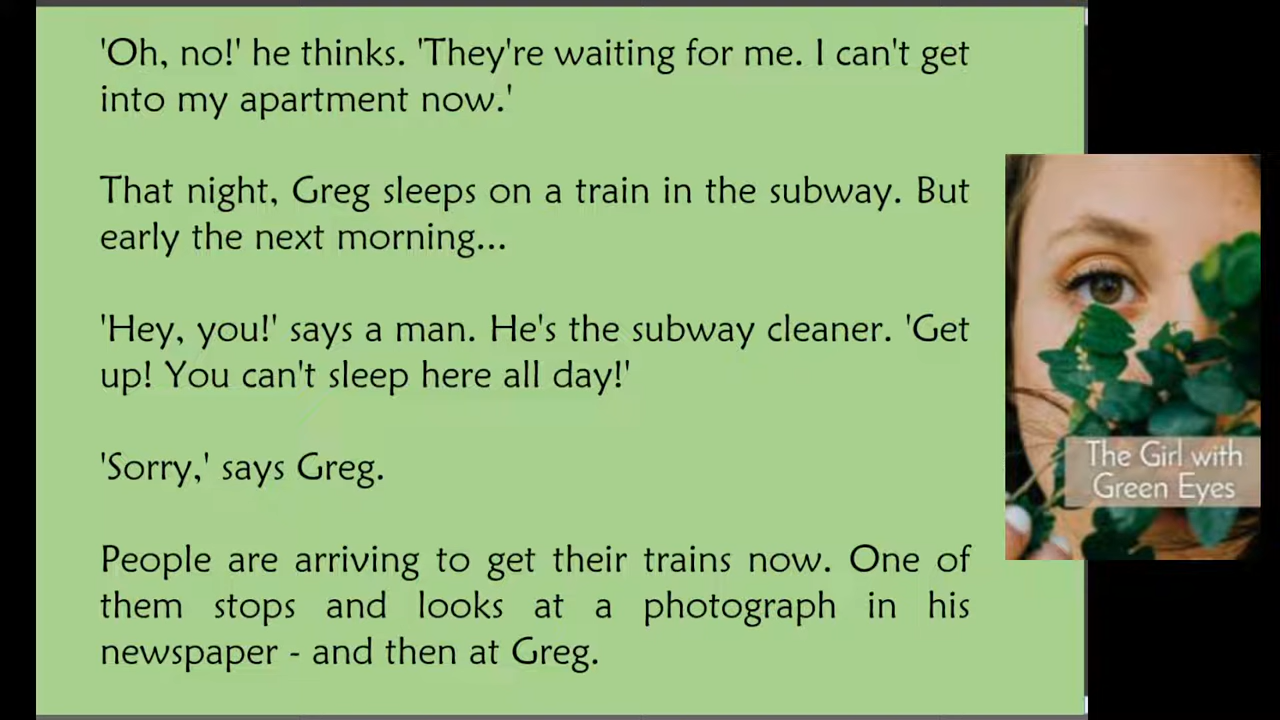 'Oh, no!' he thinks. 'They're waiting for me. I can't get
into my apartment now.'
That night, Greg sleeps on a train in the subway. But
early the next morning...
'Hey, you!' says a man. He's the subway cleaner. 'Get
up! You can't sleep here all day!'
'Sorry,' says Greg.
People are arriving to get their trains now. One of
them stops and looks at a photograph in his
newspaper - and then at Greg.
The Girl with
Green Eyes